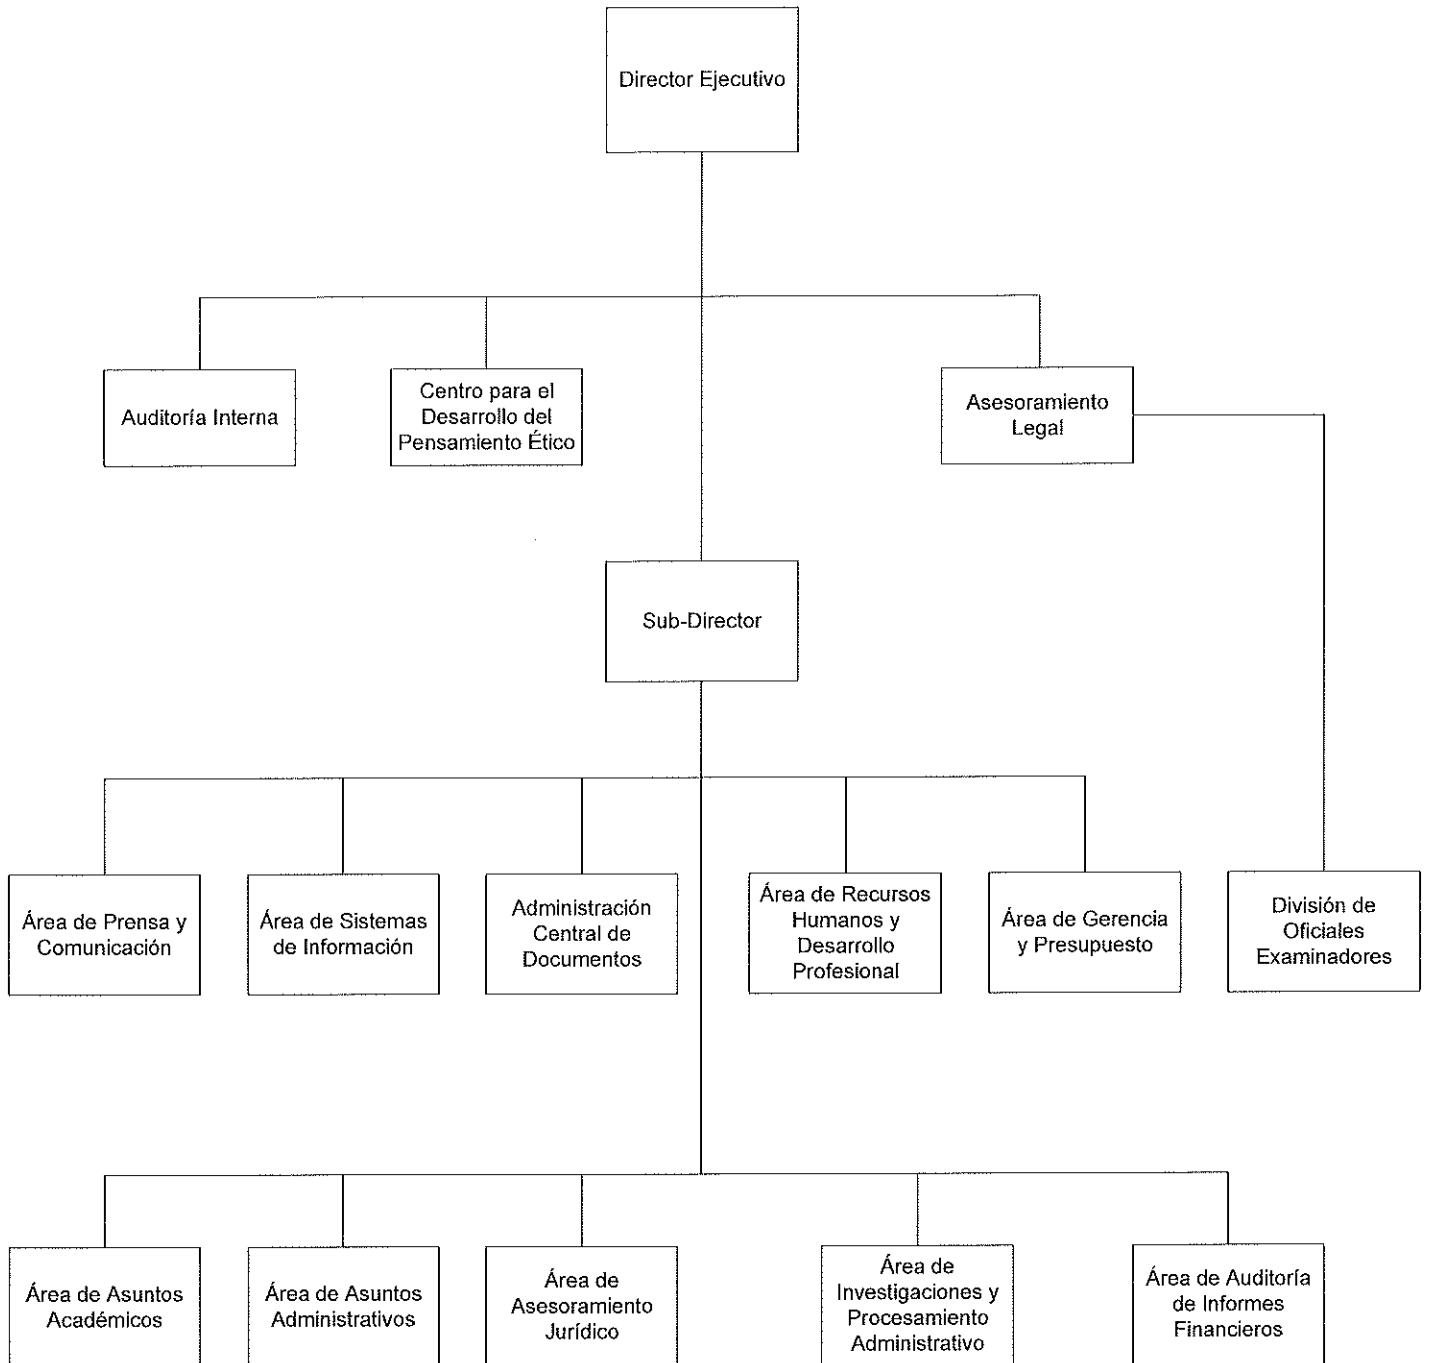 Director Ejecutivo
Auditoría Interna
Centro para el
Desarrollo del
Pensamiento Ético
Asesoramiento
Legal
Sub-Director
Área de Prensa y
Comunicación
Área de Sistemas
de Información
Administración
Central de
Documentos
Área de Recursos
Humanos y
Desarrollo
Profesional
Área de Gerencia
y Presupuesto
División de
Oficiales
Examinadores
Área de Asuntos
Académicos
Área de Asuntos
Administrativos
Área de
Asesoramiento
Jurídico
Área de
Investigaciones y
Procesamiento
Administrativo
Área de Auditoría
de Informes
Financieros